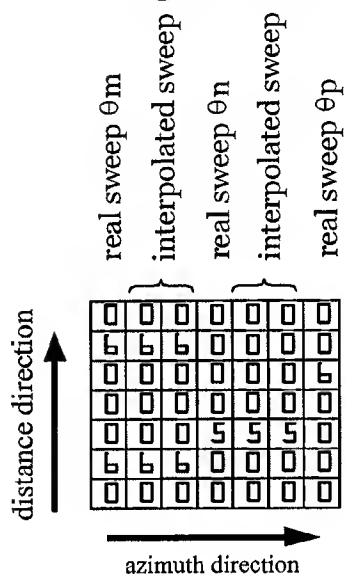 real sweep θm
interpolated sweep
real sweep θn
interpolated sweep
real sweep θp
distance direction
0 0 0 0 0 0 0
6 6 6 0 0 0 0
0 0 0 0 0 0 6
0 0 0 0 0 0 0
0 0 0 5 5 5 0
6 6 6 0 0 0 0
0 0 0 0 0 0 0
azimuth direction